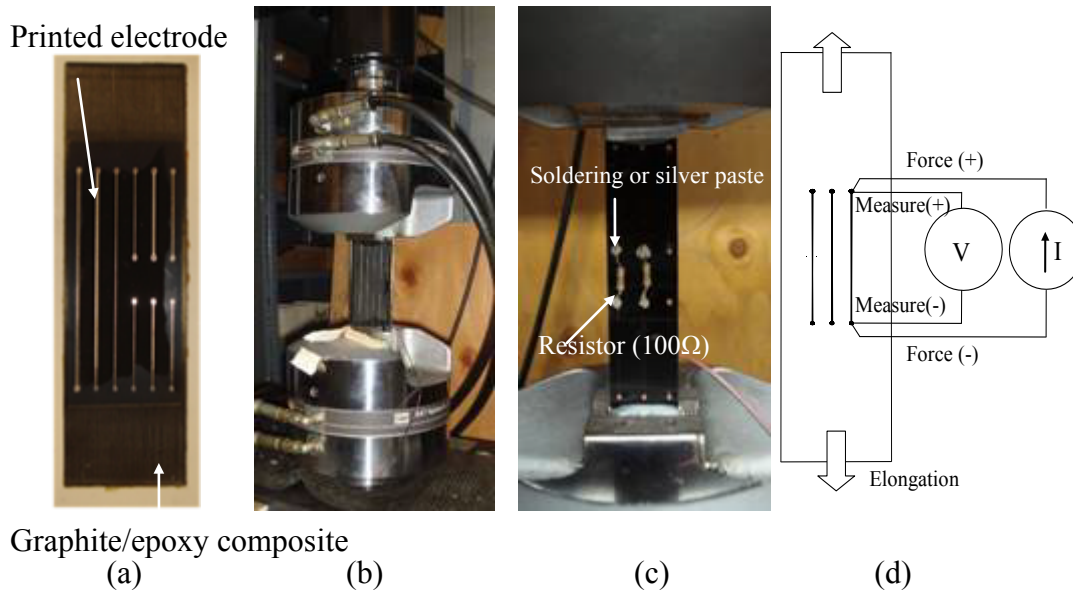 Printed electrode
Graphite/epoxy composite
(a)
(b)
Soldering or silver paste
Resistor (100Ω)
(c)
Force (+)
Measure(+)
V
I
Measure(-)
Force (-)
Elongation
(d)